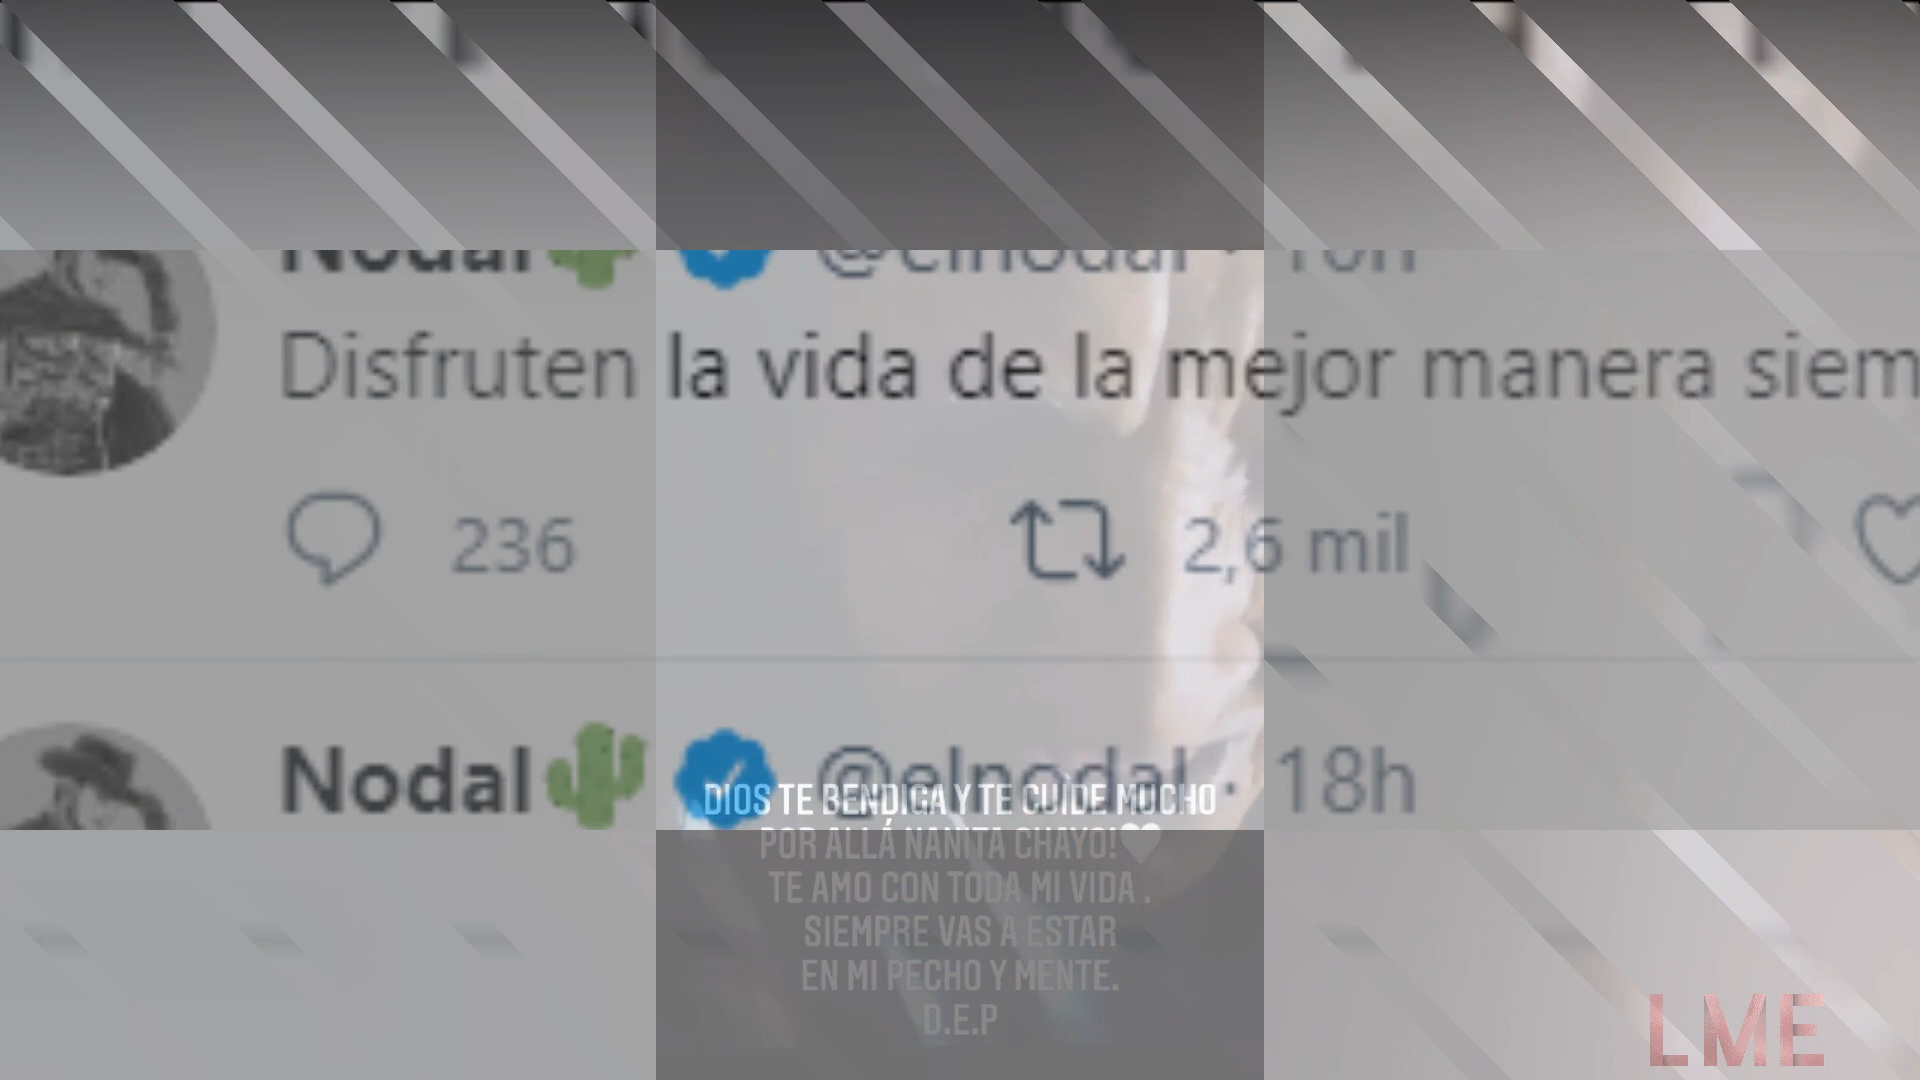 Nodal @elnodal · 16h
Disfruten la vida de la mejor manera siem
236 2,6 mil
Nodal @elnodal · 18h
DIOS TE BENDIGA Y TE CUIDE MUCHO
POR ALLÁ NANITA CHAYO!
TE AMO CON TODA MI VIDA .
SIEMPRE VAS A ESTAR
EN MI PECHO Y MENTE.
D.E.P
LME